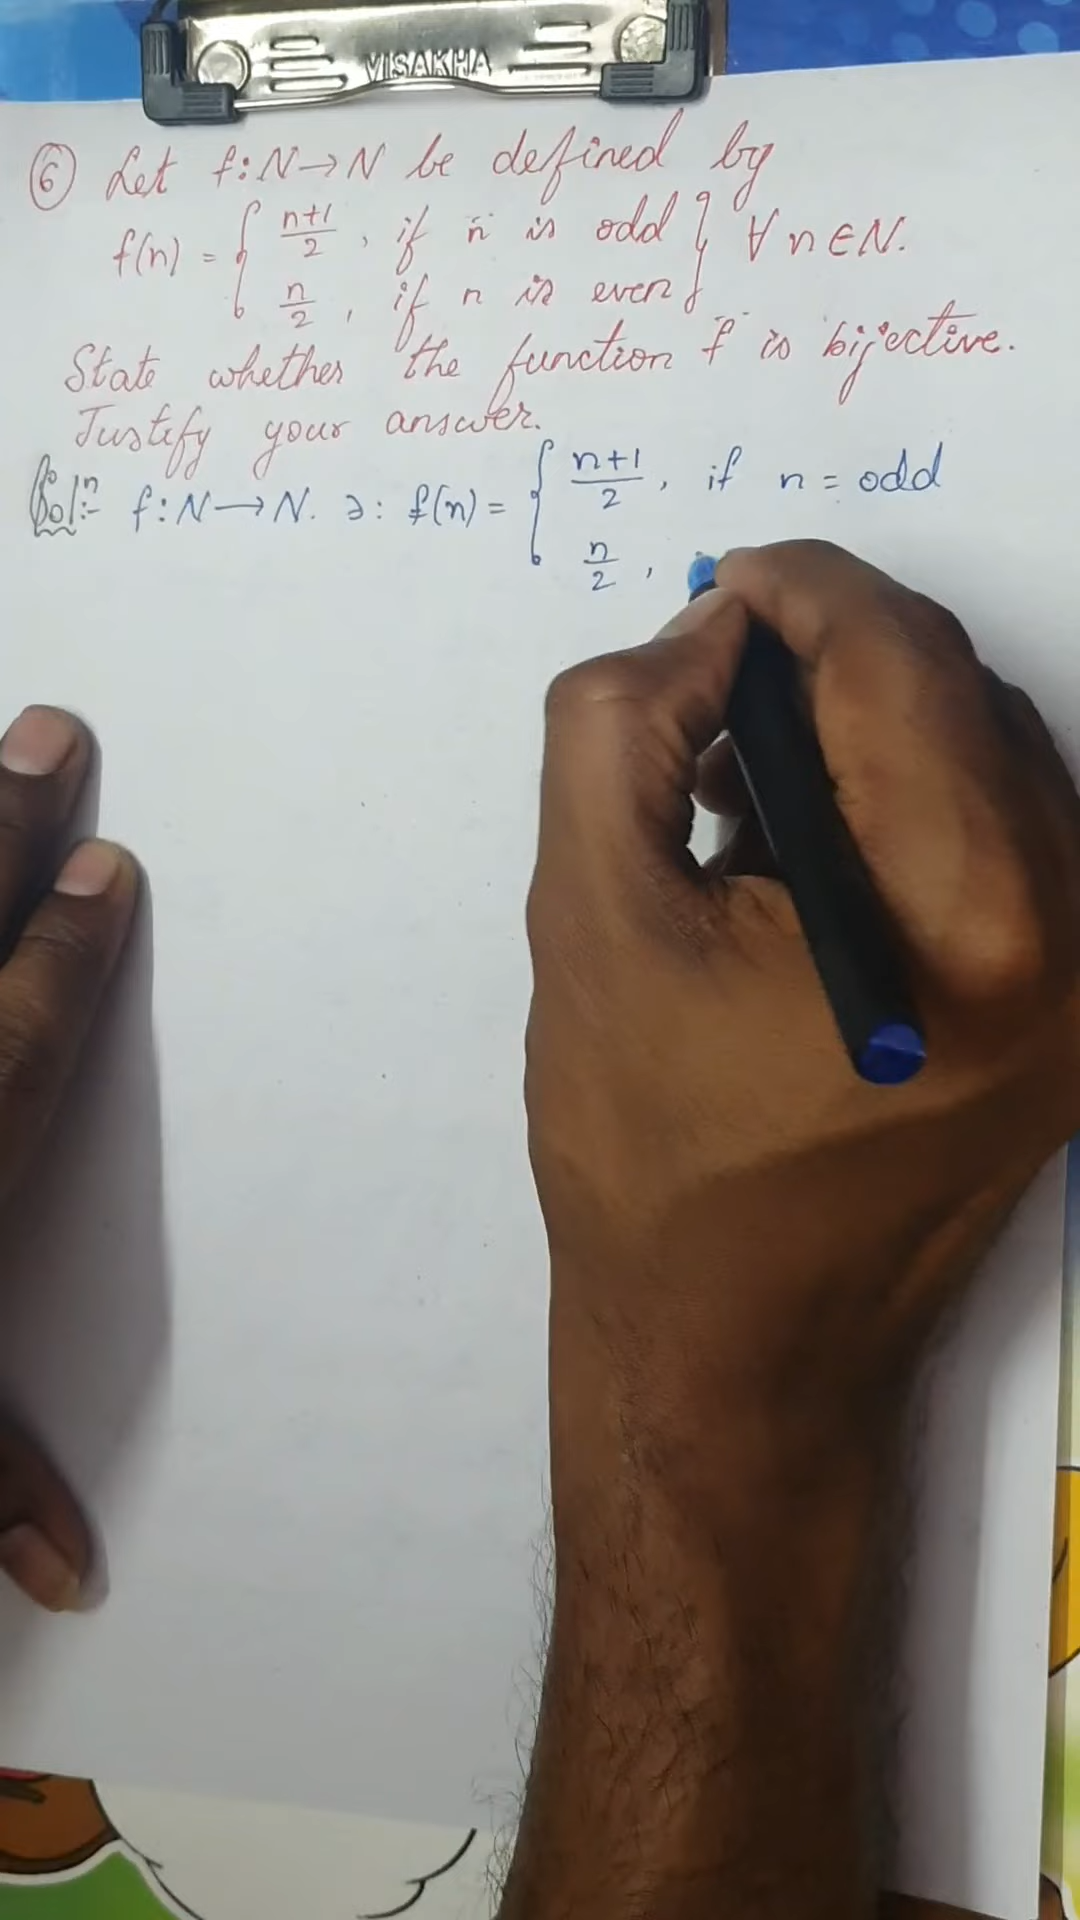 VISAKHA
⑥ Let f:N→N be defined by
f(n) = { n+1/2 , if n is odd
n/2 , if n is even } ∀ n∈N.
State whether the function f is bijective.
Justify your answer.
Solⁿ:- f:N→N. ∋: f(n) = { n+1/2 , if n = odd
n/2 ,